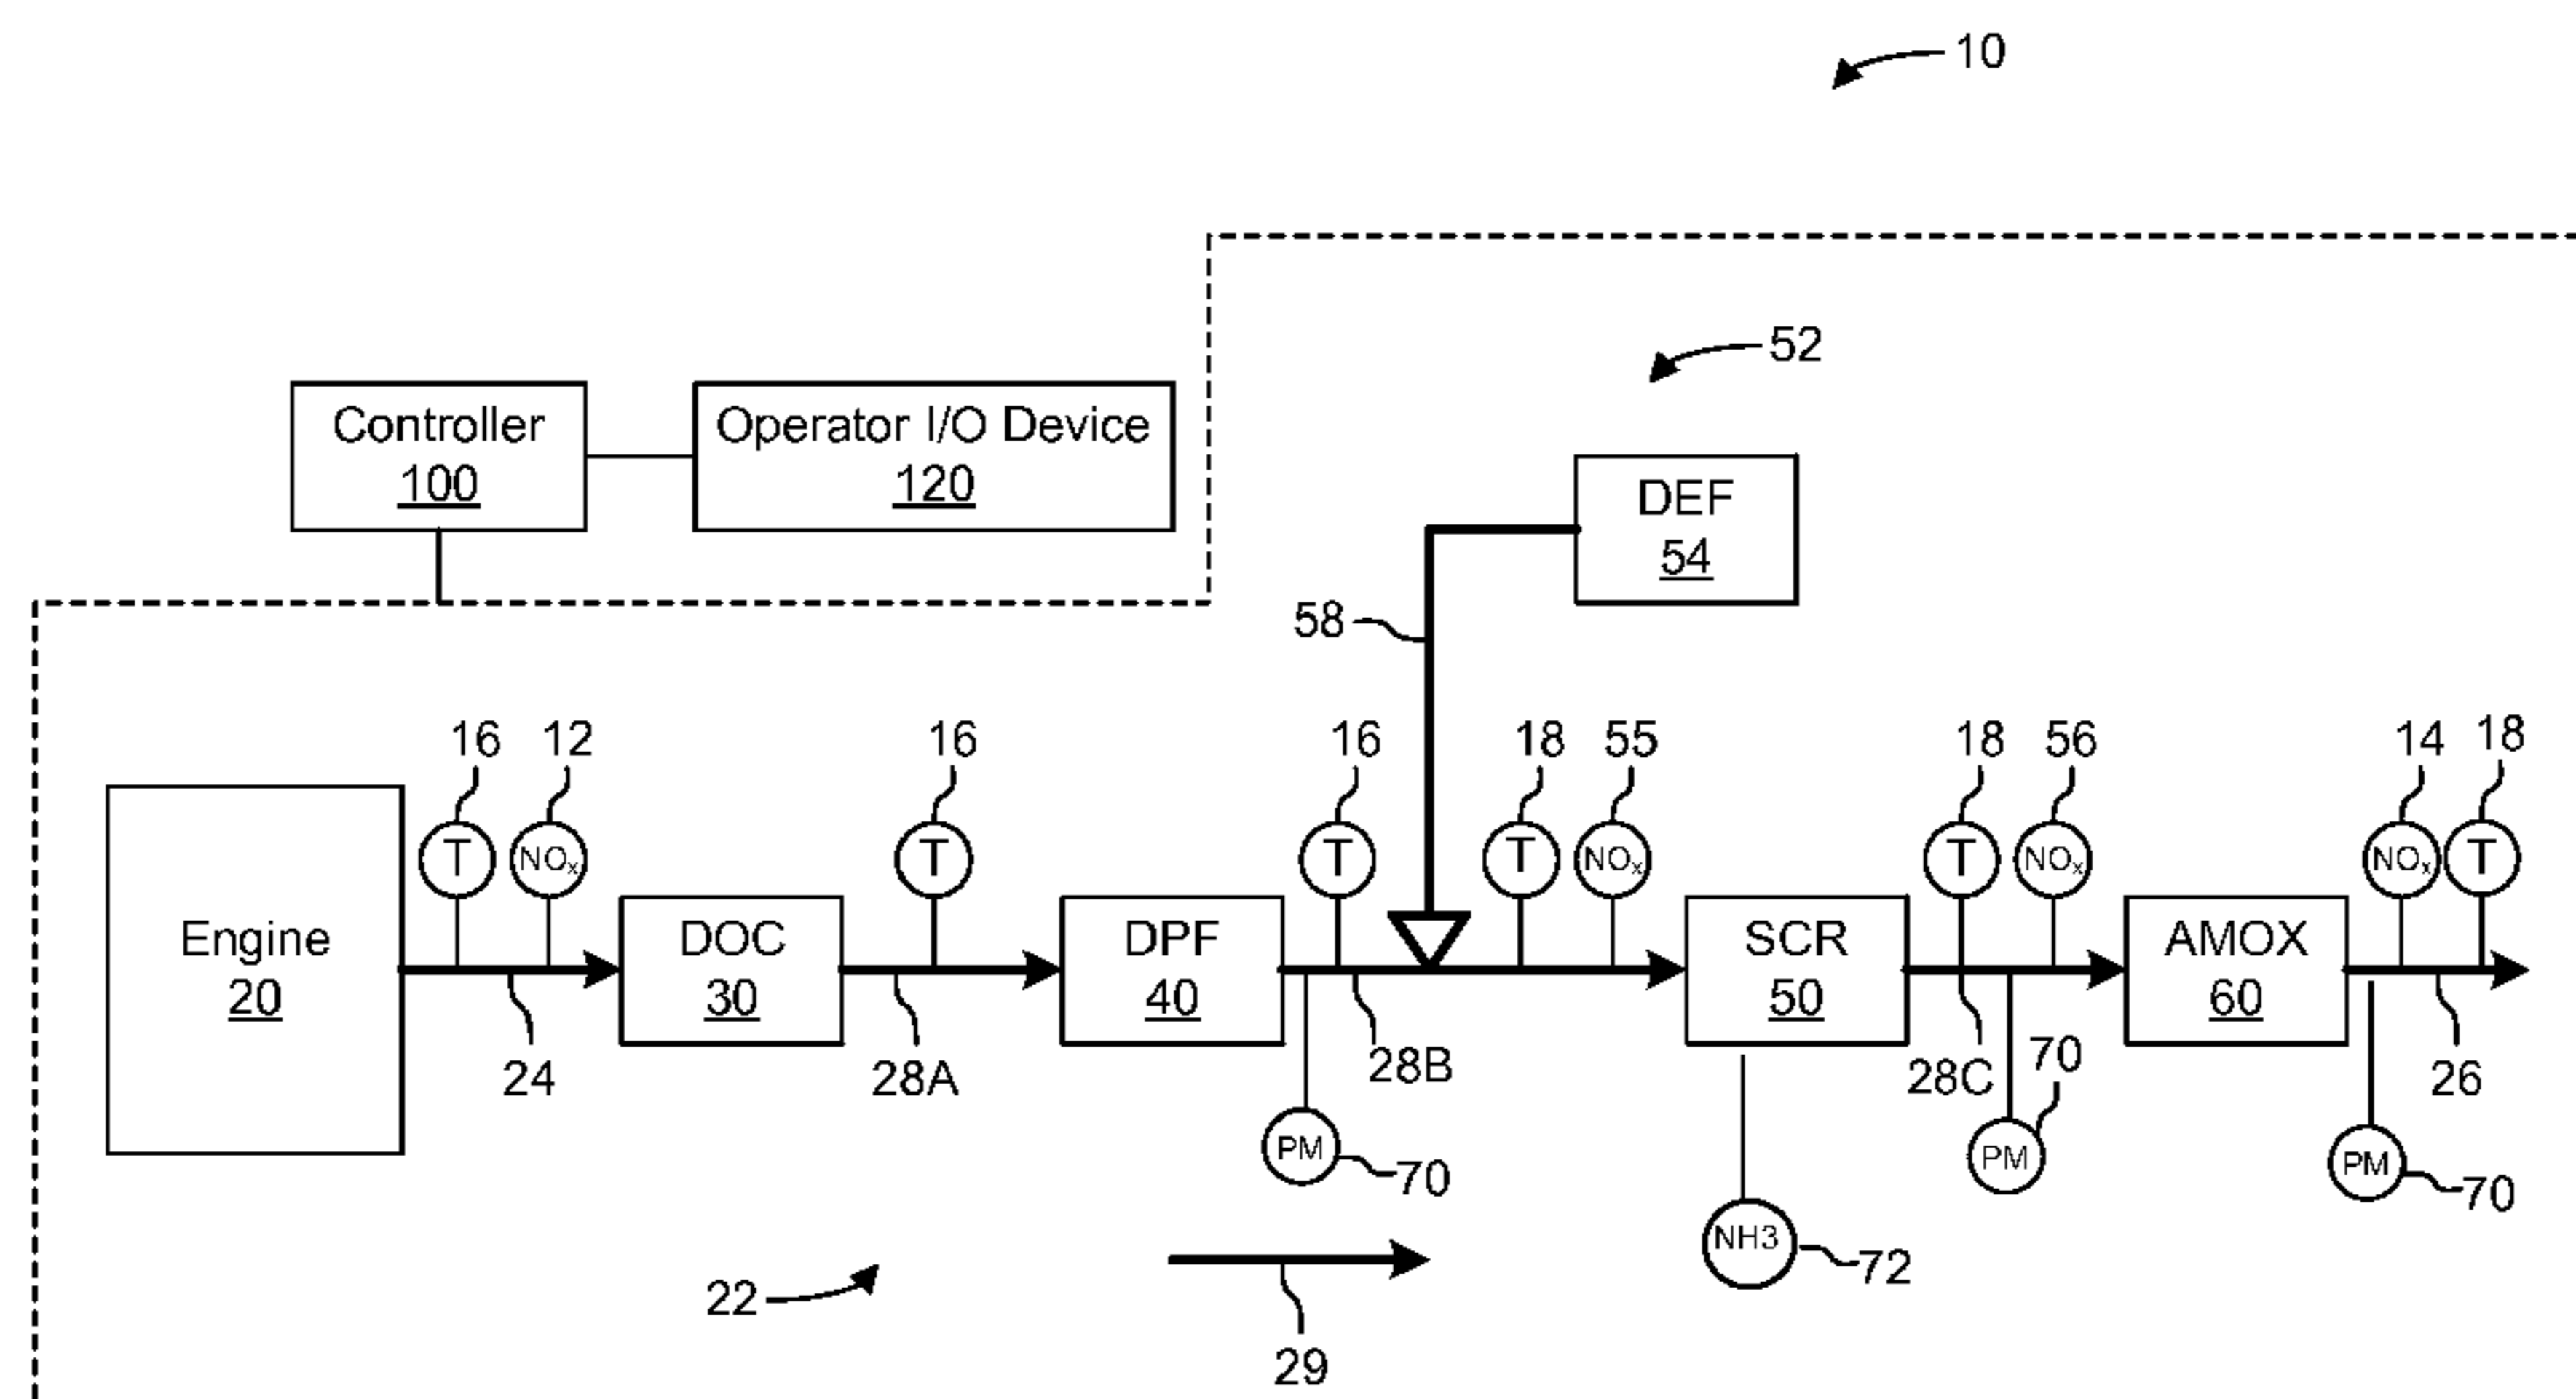 10
52
Controller
100
Operator I/O Device
120
DEF
54
58
16
12
16
16
18
55
18
56
14
18
T
NOx
T
T
T
NOx
T
NOx
NOx
T
Engine
20
DOC
30
DPF
40
SCR
50
AMOX
60
24
28A
28B
28C
70
26
PM
70
PM
PM
70
NH3
72
22
29